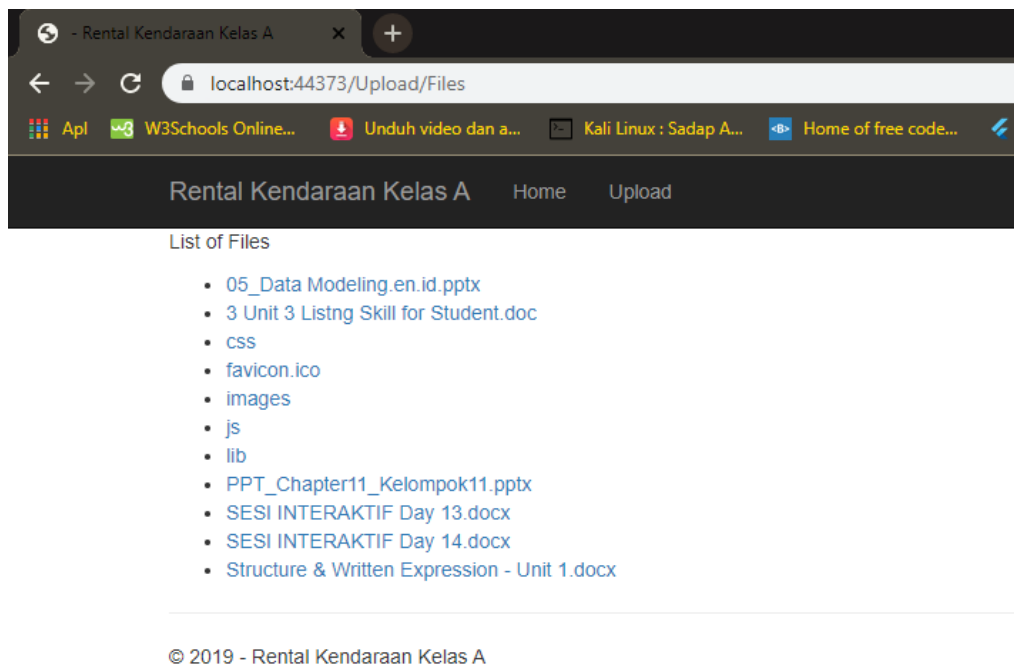 - Rental Kendaraan Kelas A
localhost:44373/Upload/Files
Apl W3Schools Online... Unduh video dan a... Kali Linux : Sadap A... Home of free code...
Rental Kendaraan Kelas A Home Upload
List of Files
05_Data Modeling.en.id.pptx
3 Unit 3 Listng Skill for Student.doc
css
favicon.ico
images
js
lib
PPT_Chapter11_Kelompok11.pptx
SESI INTERAKTIF Day 13.docx
SESI INTERAKTIF Day 14.docx
Structure & Written Expression - Unit 1.docx
© 2019 - Rental Kendaraan Kelas A